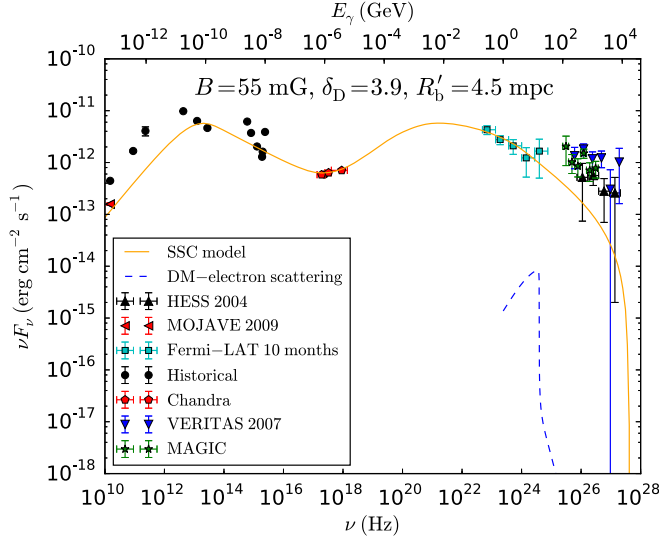 E_γ (GeV)
10^-12 10^-10 10^-8 10^-6 10^-4 10^-2 10^0 10^2 10^4
10^-10
10^-11
10^-12
10^-13
10^-14
10^-15
10^-16
10^-17
10^-18
νF_ν (erg cm^-2 s^-1)
B=55 mG, δ_D=3.9, R′_b=4.5 mpc
SSC model
DM−electron scattering
HESS 2004
MOJAVE 2009
Fermi−LAT 10 months
Historical
Chandra
VERITAS 2007
MAGIC
10^10 10^12 10^14 10^16 10^18 10^20 10^22 10^24 10^26 10^28
ν (Hz)